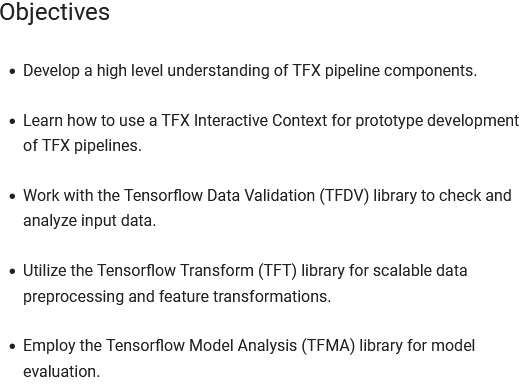 Objectives
• Develop a high level understanding of TFX pipeline components.
• Learn how to use a TFX Interactive Context for prototype development
of TFX pipelines.
• Work with the Tensorflow Data Validation (TFDV) library to check and
analyze input data.
• Utilize the Tensorflow Transform (TFT) library for scalable data
preprocessing and feature transformations.
• Employ the Tensorflow Model Analysis (TFMA) library for model
evaluation.